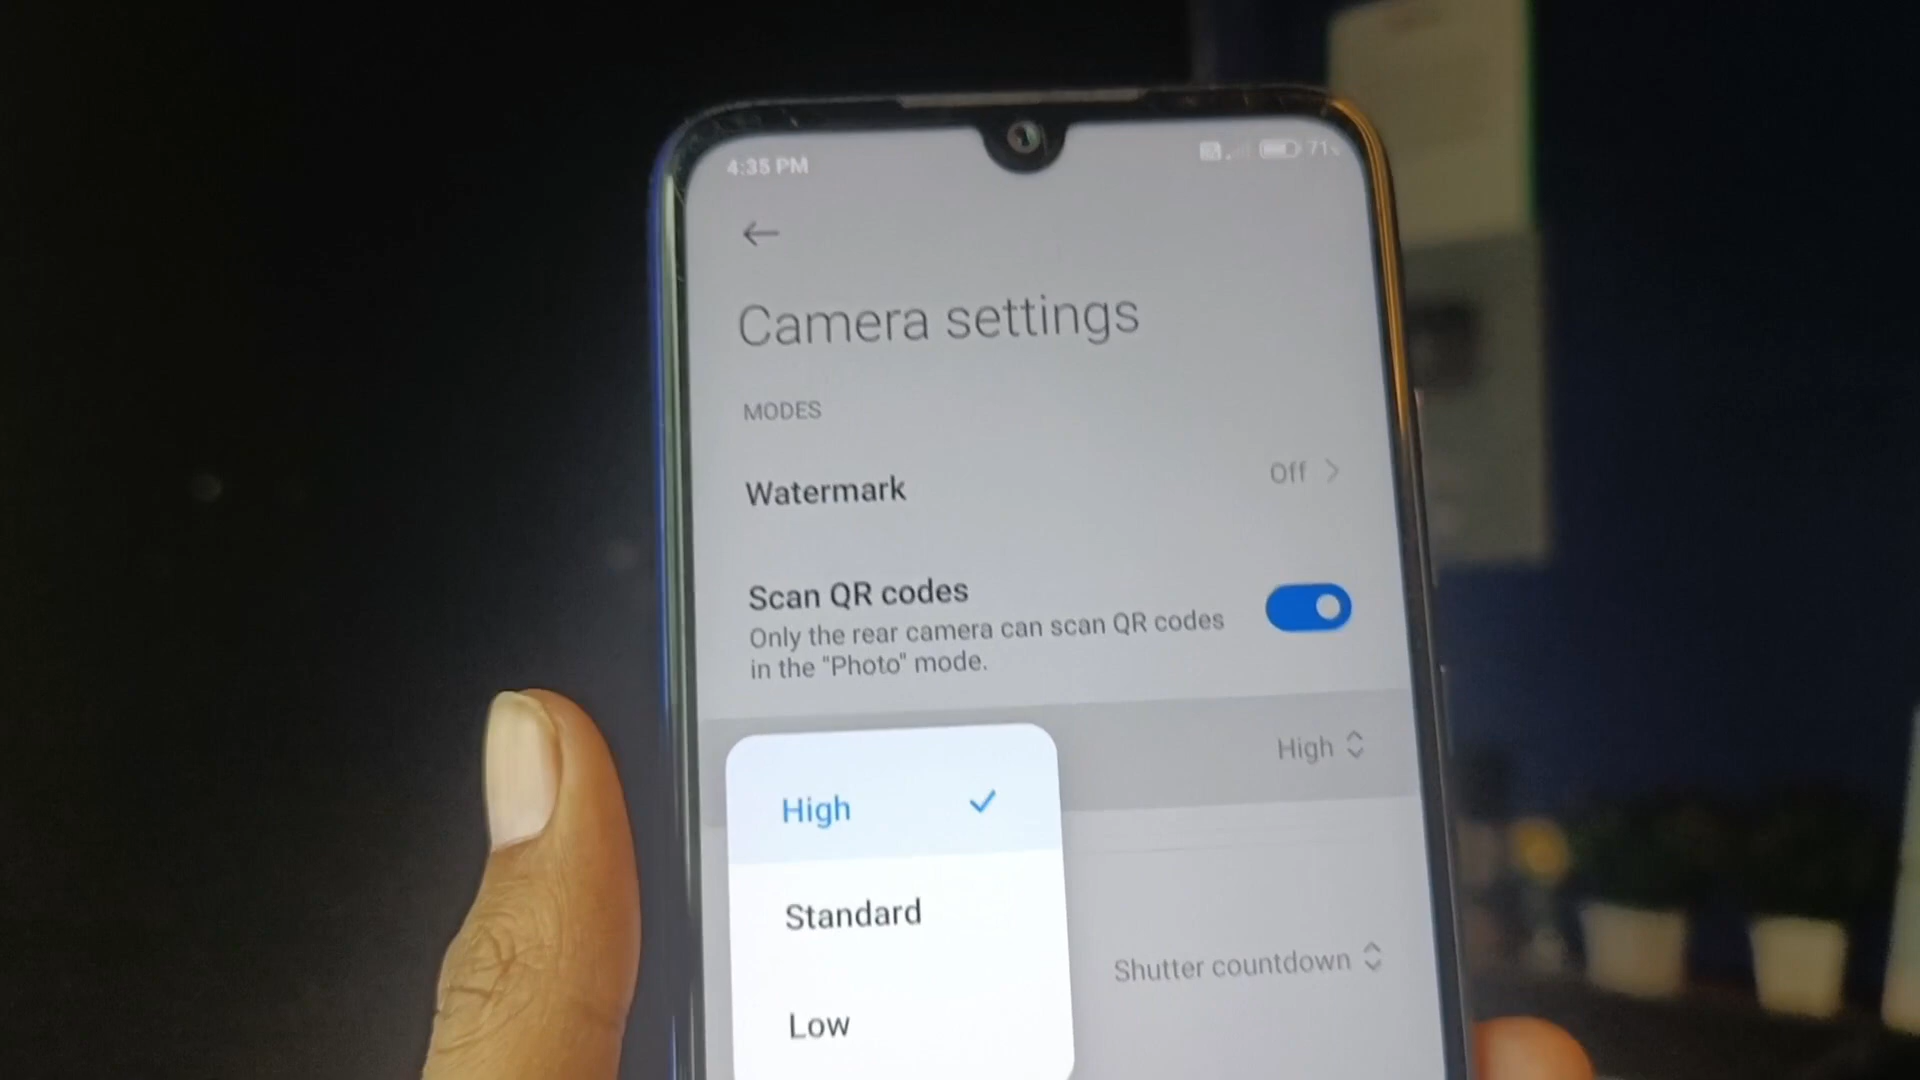 4:35 PM
71%
Camera settings
MODES
Watermark
Off
Scan QR codes
Only the rear camera can scan QR codes
in the "Photo" mode.
High
High
Standard
Low
Shutter countdown